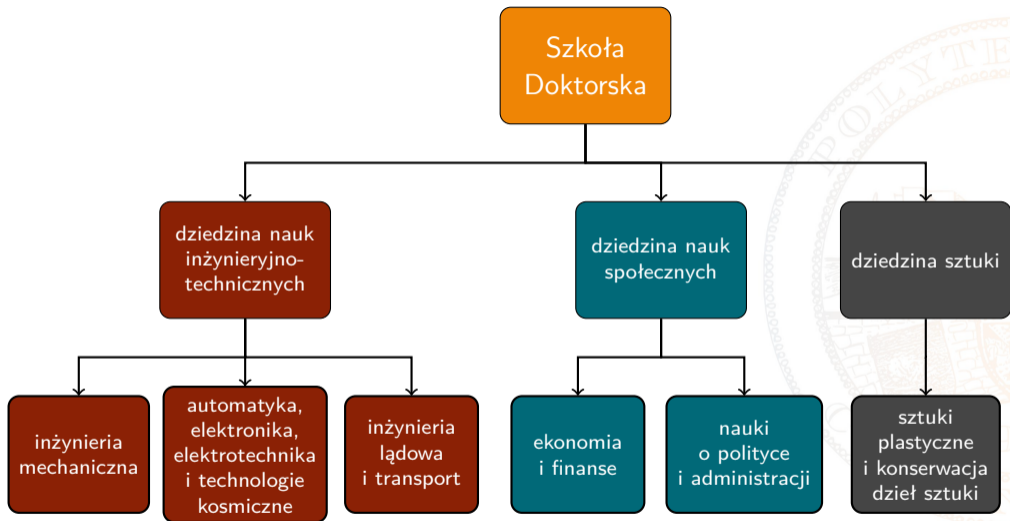 Szkoła
Doktorska
POLYTE
dziedzina nauk
inżynieryjno-
technicznych
dziedzina nauk
społecznych
dziedzina sztuki
inżynieria
mechaniczna
automatyka,
elektronika,
elektrotechnika
i technologie
kosmiczne
inżynieria
lądowa
i transport
ekonomia
i finanse
nauki
o polityce
i administracji
sztuki
plastyczne
i konserwacja
dzieł sztuki